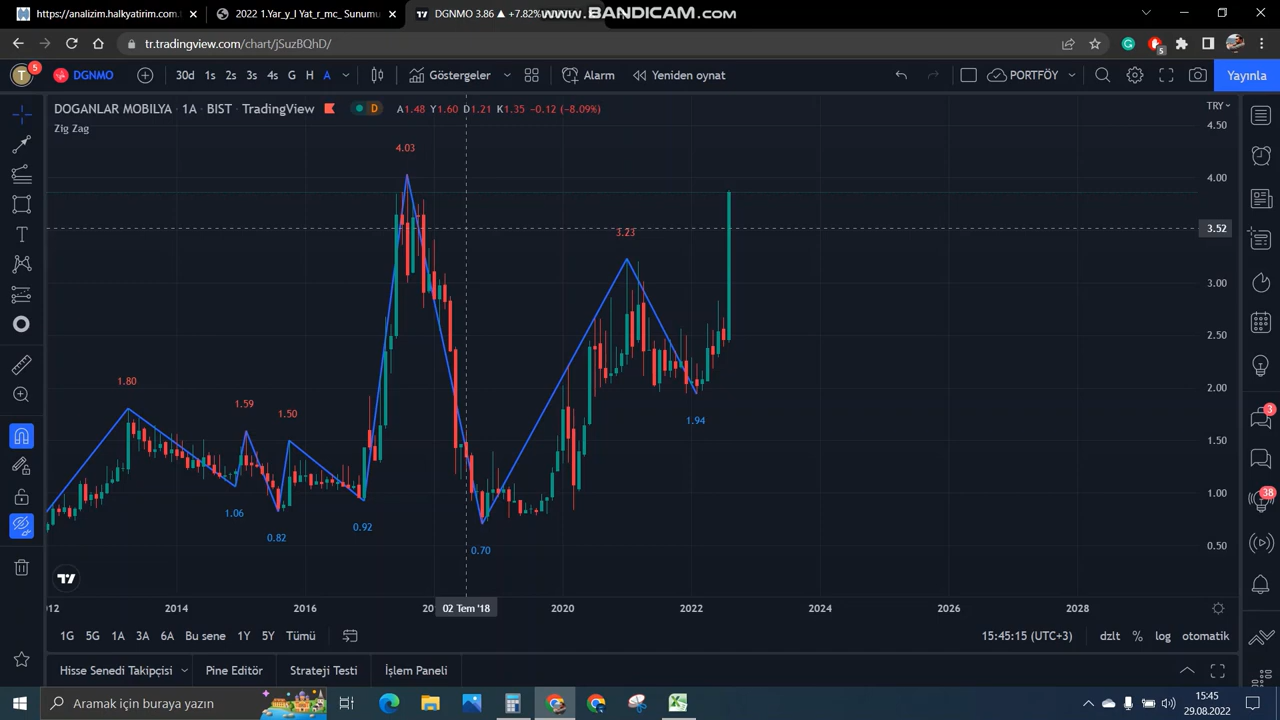 https://analizim.halkyatirim.com.
2022 1.Yar_y_l Yat_r_mc_ Sunumu
DGNMO 3.86 ▲ +7.82%
www.BANDICAM.com
tr.tradingview.com/chart/jSuzBQhD/
5
T
5
DGNMO
30d
1s
2s
3s
4s
G
H
A
Göstergeler
Alarm
Yeniden oynat
PORTFÖY
Yayınla
DOĞANLAR MOBILYA · 1A · BIST · TradingView
D
A1.48 Y1.60 D1.21 K1.35 −0.12 (−8.09%)
TRY
Zig Zag
4.50
4.03
4.00
3.52
3.23
3.00
2.50
1.80
2.00
1.59
1.50
1.94
1.50
1.00
1.06
0.82
0.92
0.70
0.50
3
38
12
2014
2016
20
02 Tem '18
2020
2022
2024
2026
2028
1G
5G
1A
3A
6A
Bu sene
1Y
5Y
Tümü
15:45:15 (UTC+3)
dzlt
%
log
otomatik
Hisse Senedi Takipçisi
Pine Editör
Strateji Testi
İşlem Paneli
Aramak için buraya yazın
15:45
29.08.2022